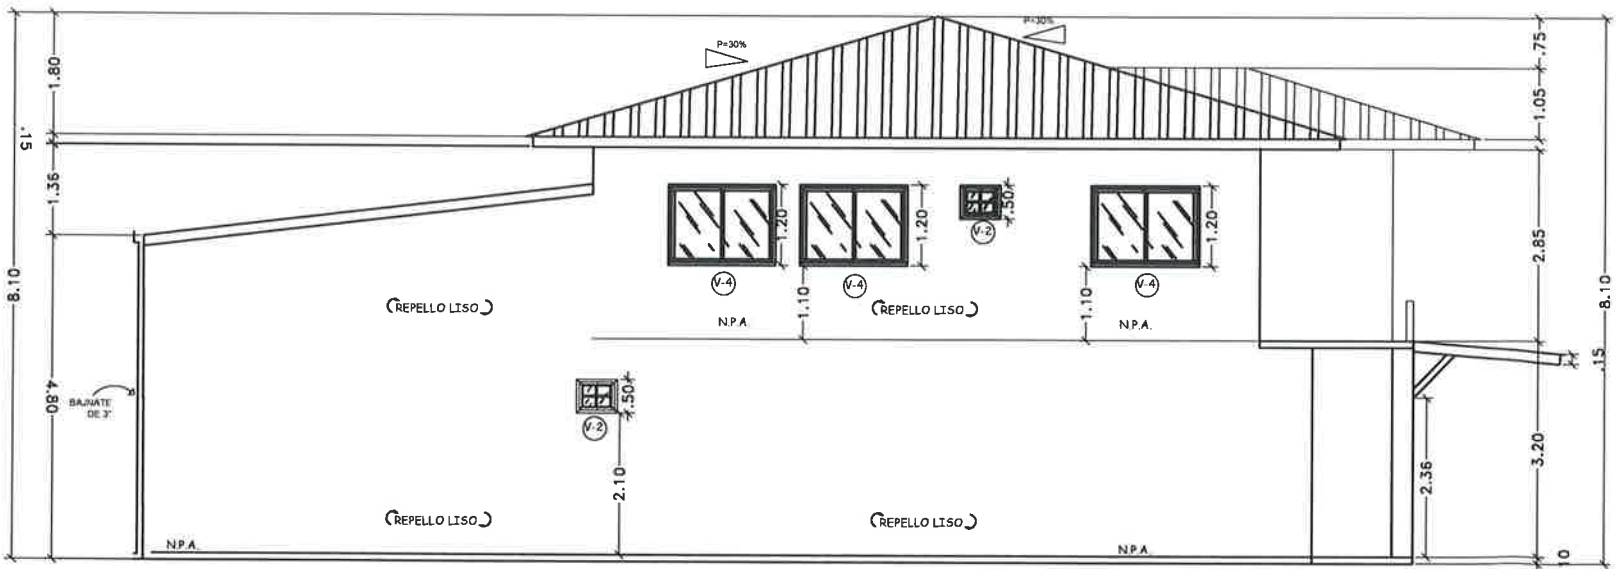 P=30%
P=30%
1.80
.15
1.36
8.10
4.80
.75
1.05
2.85
8.10
.15
3.20
2.36
10
1.20
1.20
.50
1.20
V-4
V-4
V-2
V-4
1.10
1.10
REPELLO LISO
REPELLO LISO
N.P.A.
N.P.A.
BAJNATE
DE 3"
.50
V-2
2.10
REPELLO LISO
REPELLO LISO
N.P.A.
N.P.A.